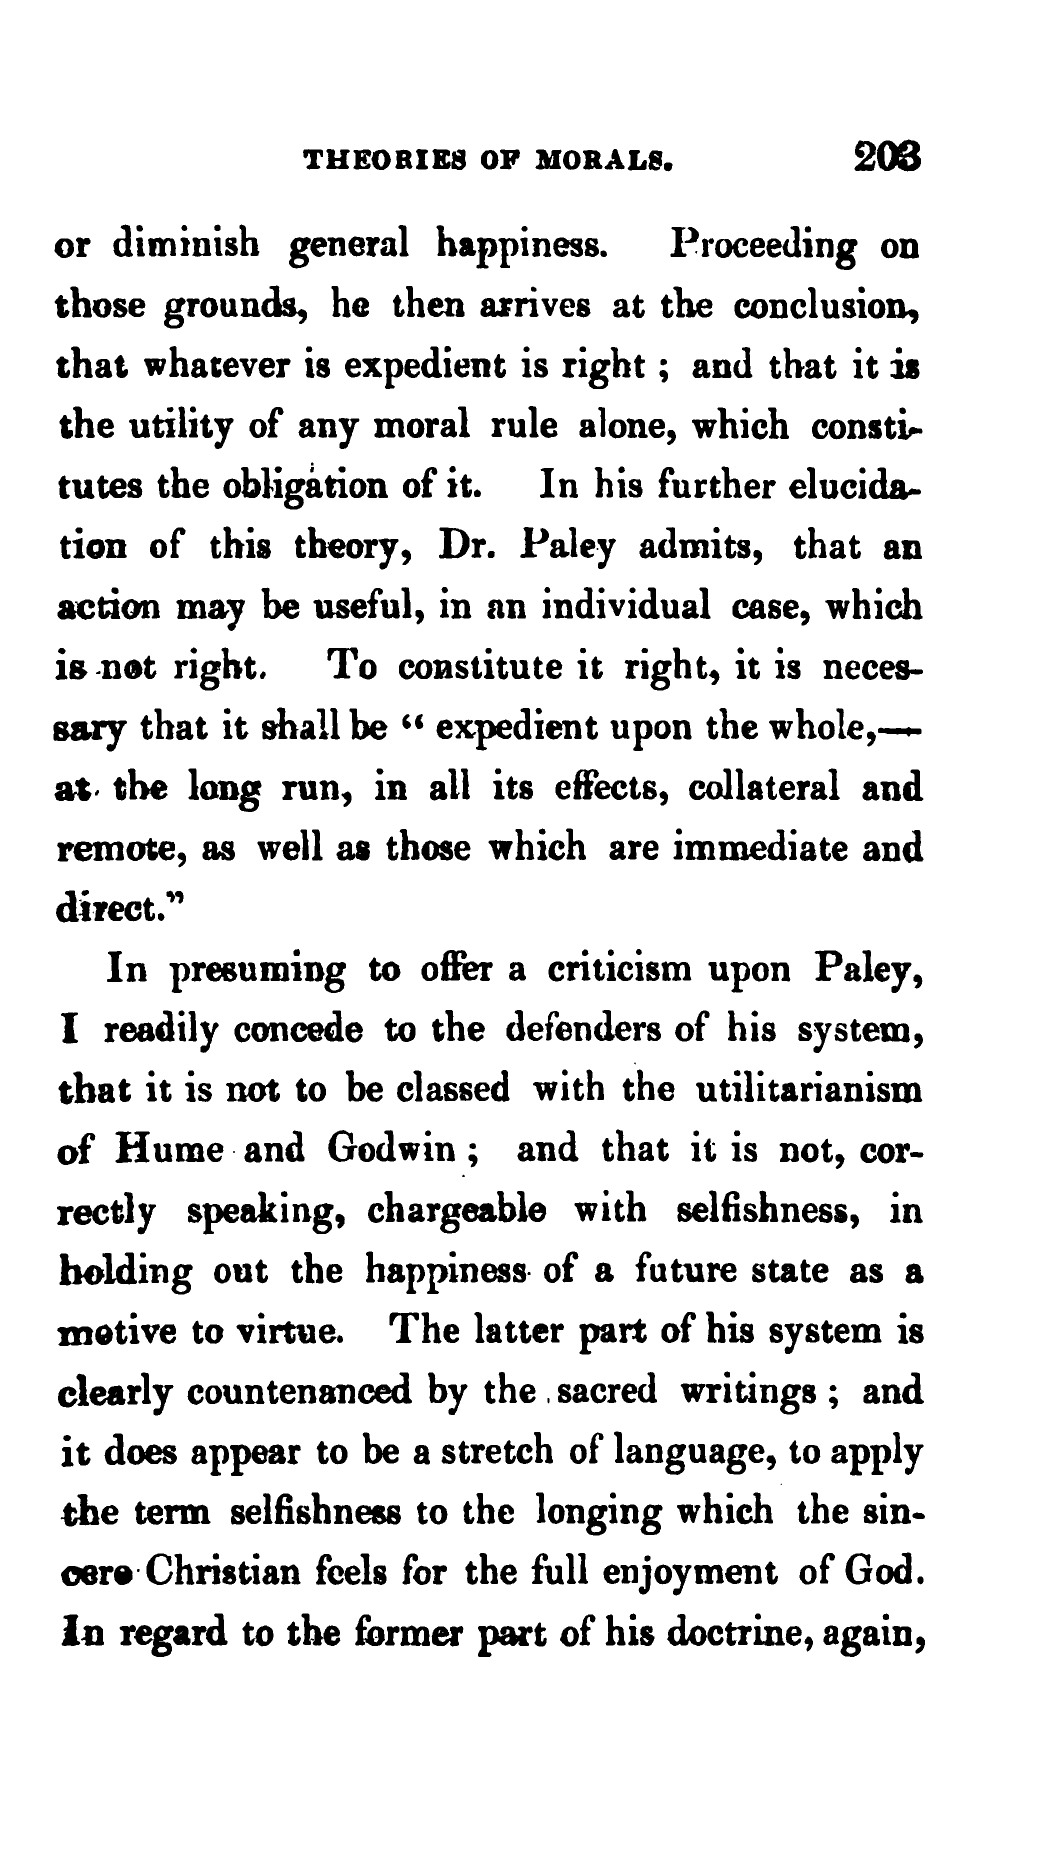 THEORIES OF MORALS. 203
or diminish general happiness. Proceeding on
those grounds, he then arrives at the conclusion,
that whatever is expedient is right ; and that it is
the utility of any moral rule alone, which consti-
tutes the obligation of it. In his further elucida-
tion of this theory, Dr. Paley admits, that an
action may be useful, in an individual case, which
is not right. To constitute it right, it is neces-
sary that it shall be “ expedient upon the whole,—
at the long run, in all its effects, collateral and
remote, as well as those which are immediate and
direct.”
In presuming to offer a criticism upon Paley,
I readily concede to the defenders of his system,
that it is not to be classed with the utilitarianism
of Hume and Godwin ; and that it is not, cor-
rectly speaking, chargeable with selfishness, in
holding out the happiness of a future state as a
motive to virtue. The latter part of his system is
clearly countenanced by the sacred writings ; and
it does appear to be a stretch of language, to apply
the term selfishness to the longing which the sin-
cere Christian feels for the full enjoyment of God.
In regard to the former part of his doctrine, again,